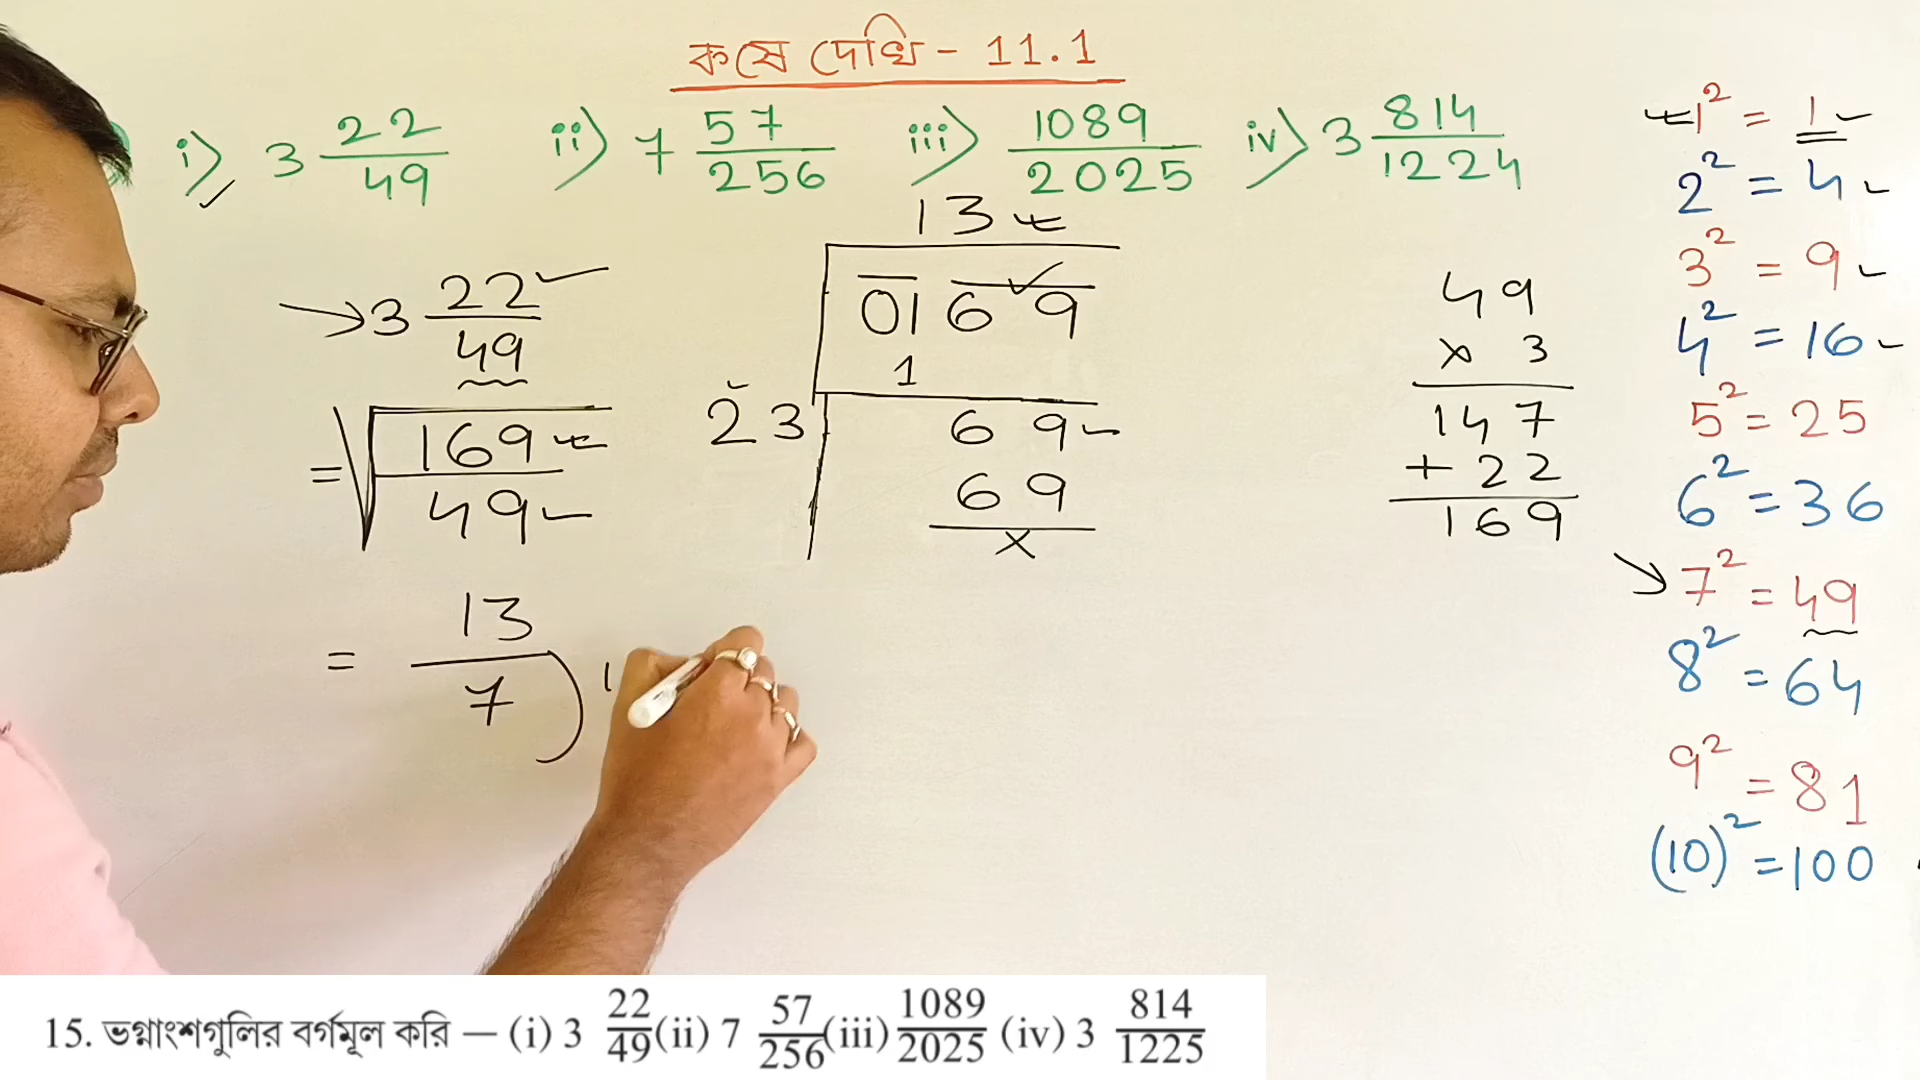 কষে দেখি - 11.1
i) 3 22/49 ii) 7 57/256 iii) 1089/2025 iv) 3 814/1224
→ 3 22/49
= √169/49
= 13/7 ) 1
13
01 69
1
23 69
69
x
49
x 3
147
+ 22
169
1² = 1
2² = 4
3² = 9
4² = 16
5² = 25
6² = 36
→ 7² = 49
8² = 64
9² = 81
(10)² = 100
15. ভগ্নাংশগুলির বর্গমূল করি — (i) 3 22/49 (ii) 7 57/256 (iii) 1089/2025 (iv) 3 814/1225